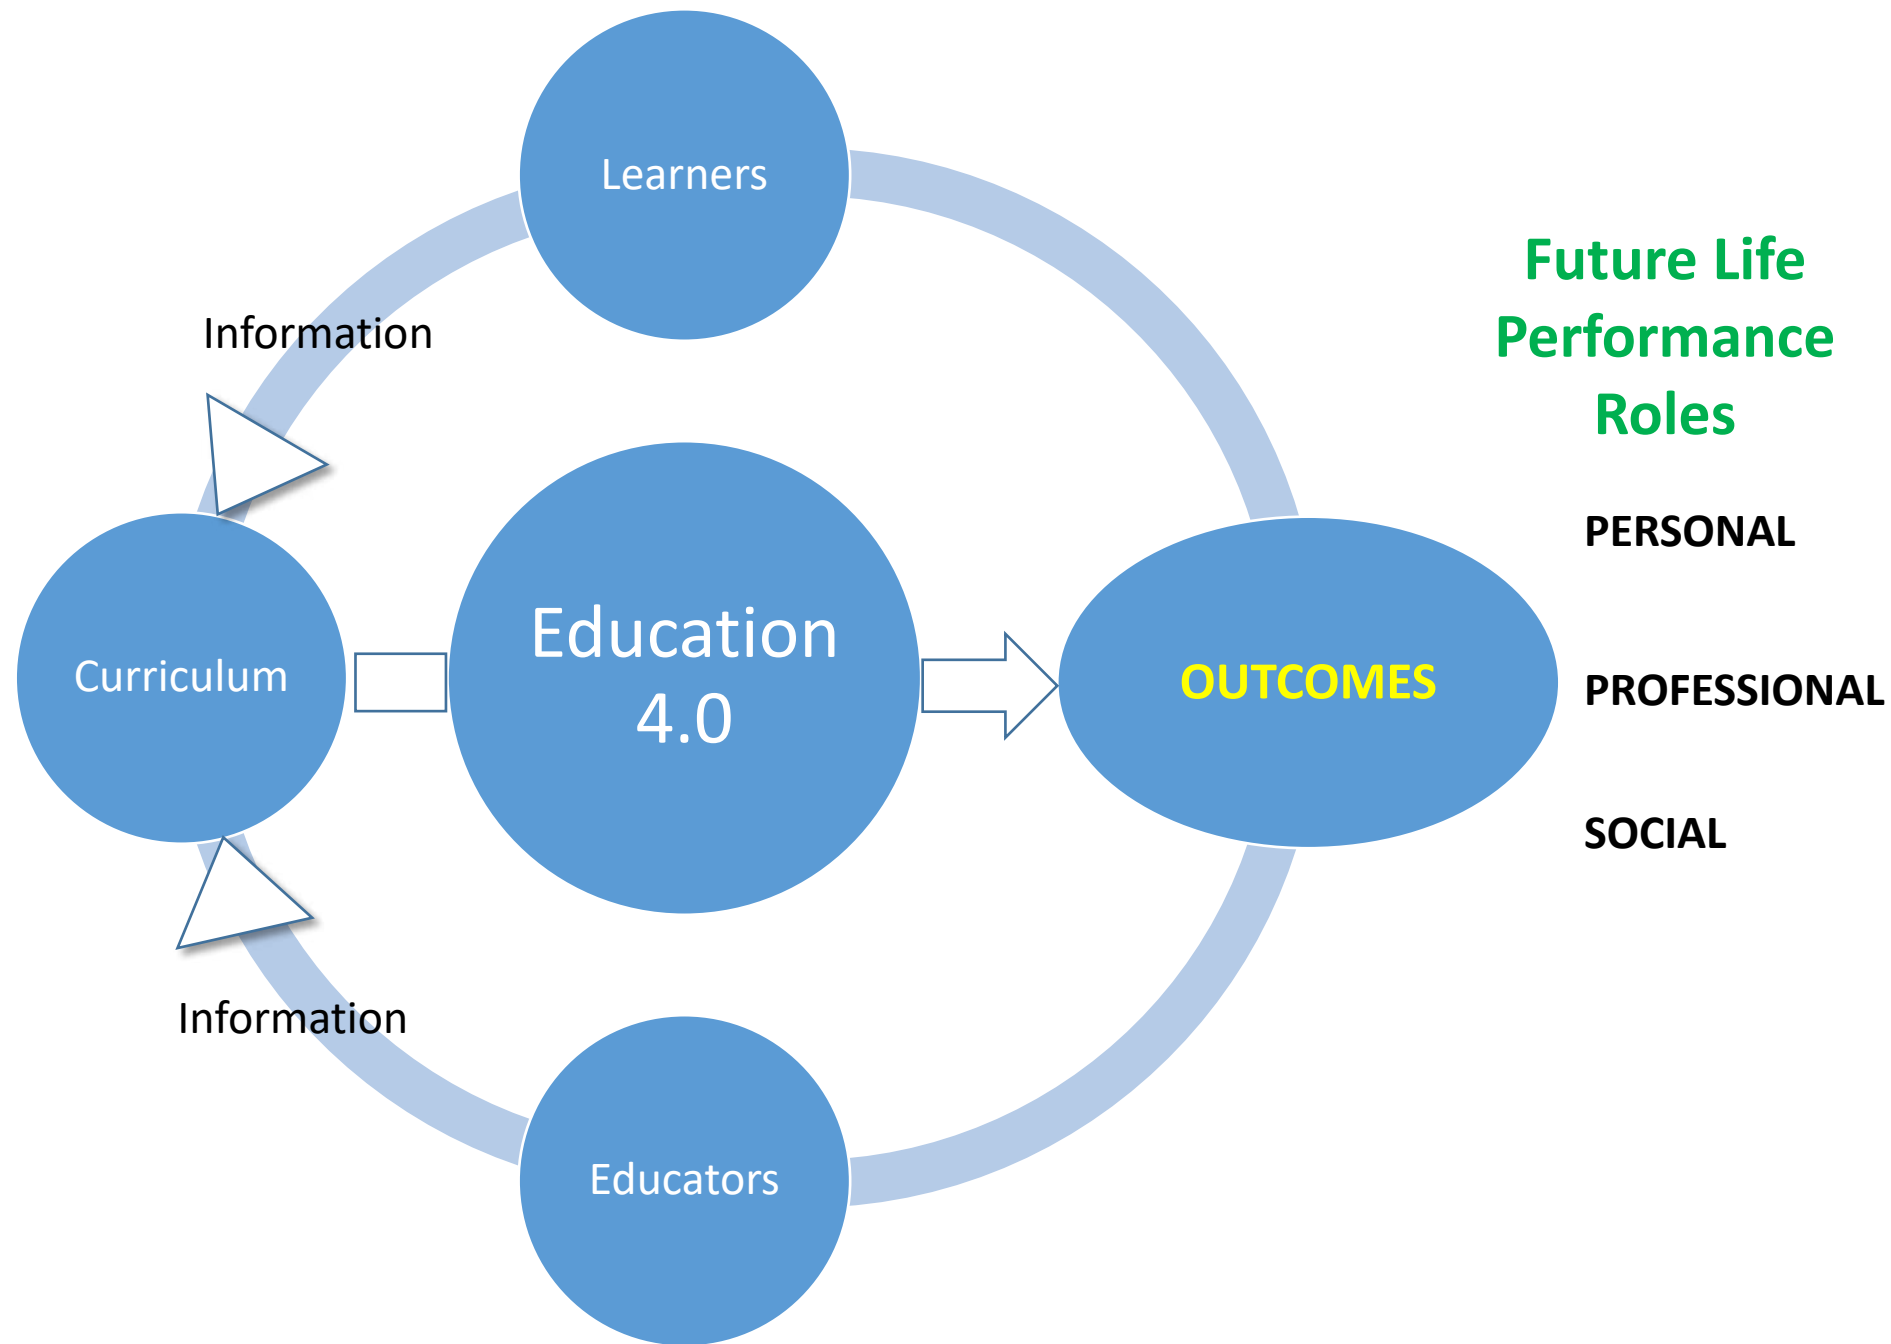 Learners
Future Life
Performance
Roles
Information
PERSONAL
Education
4.0
Curriculum
OUTCOMES
PROFESSIONAL
SOCIAL
Information
Educators